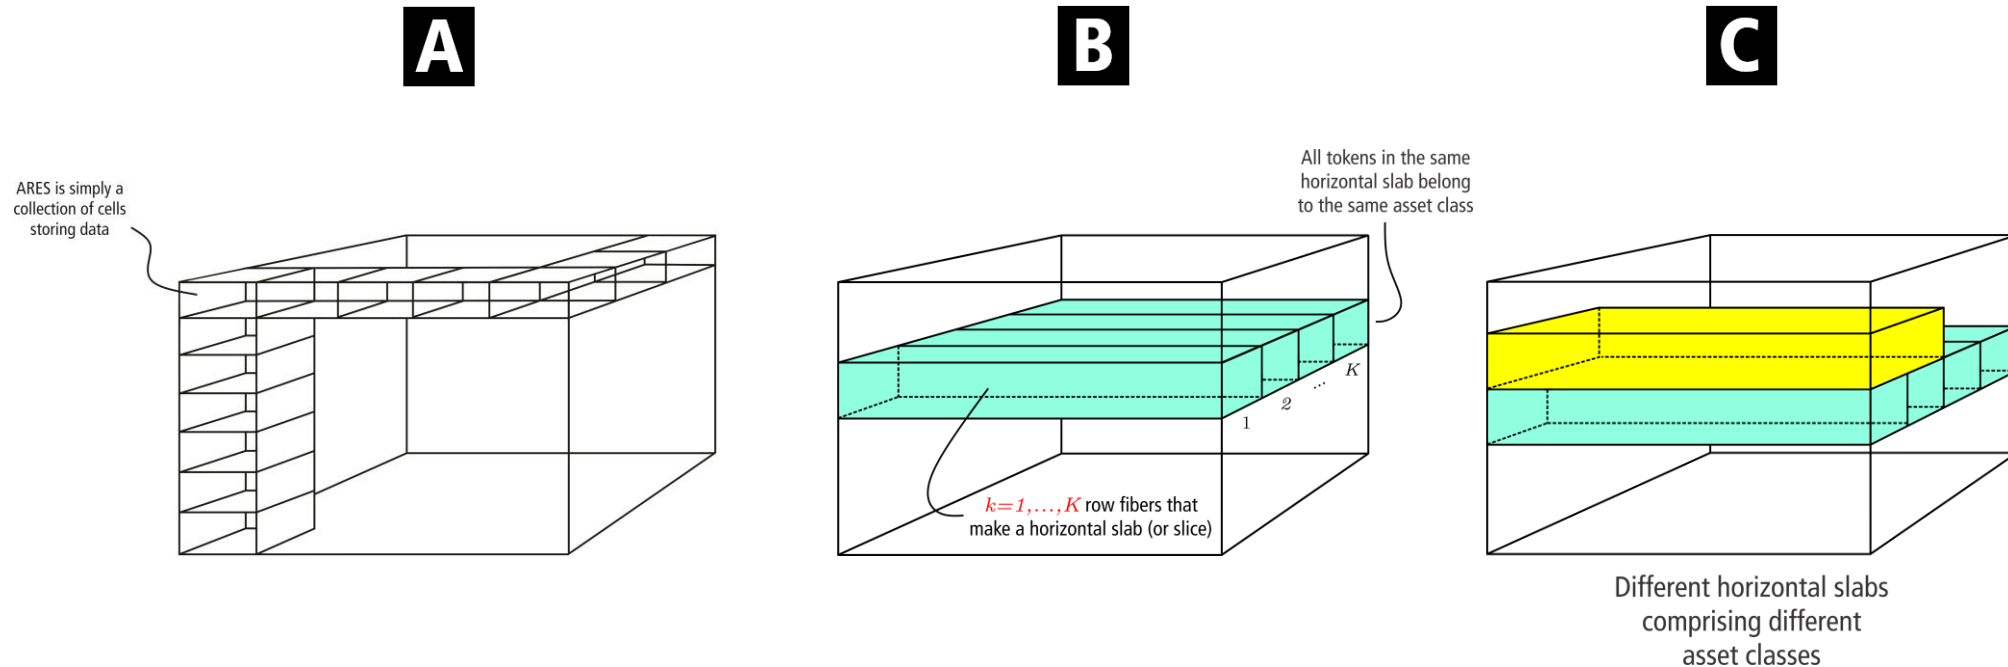 A
B
C
ARES is simply a
collection of cells
storing data
All tokens in the same
horizontal slab belong
to the same asset class
1
2
...
K
k=1,...,K row fibers that
make a horizontal slab (or slice)
Different horizontal slabs
comprising different
asset classes